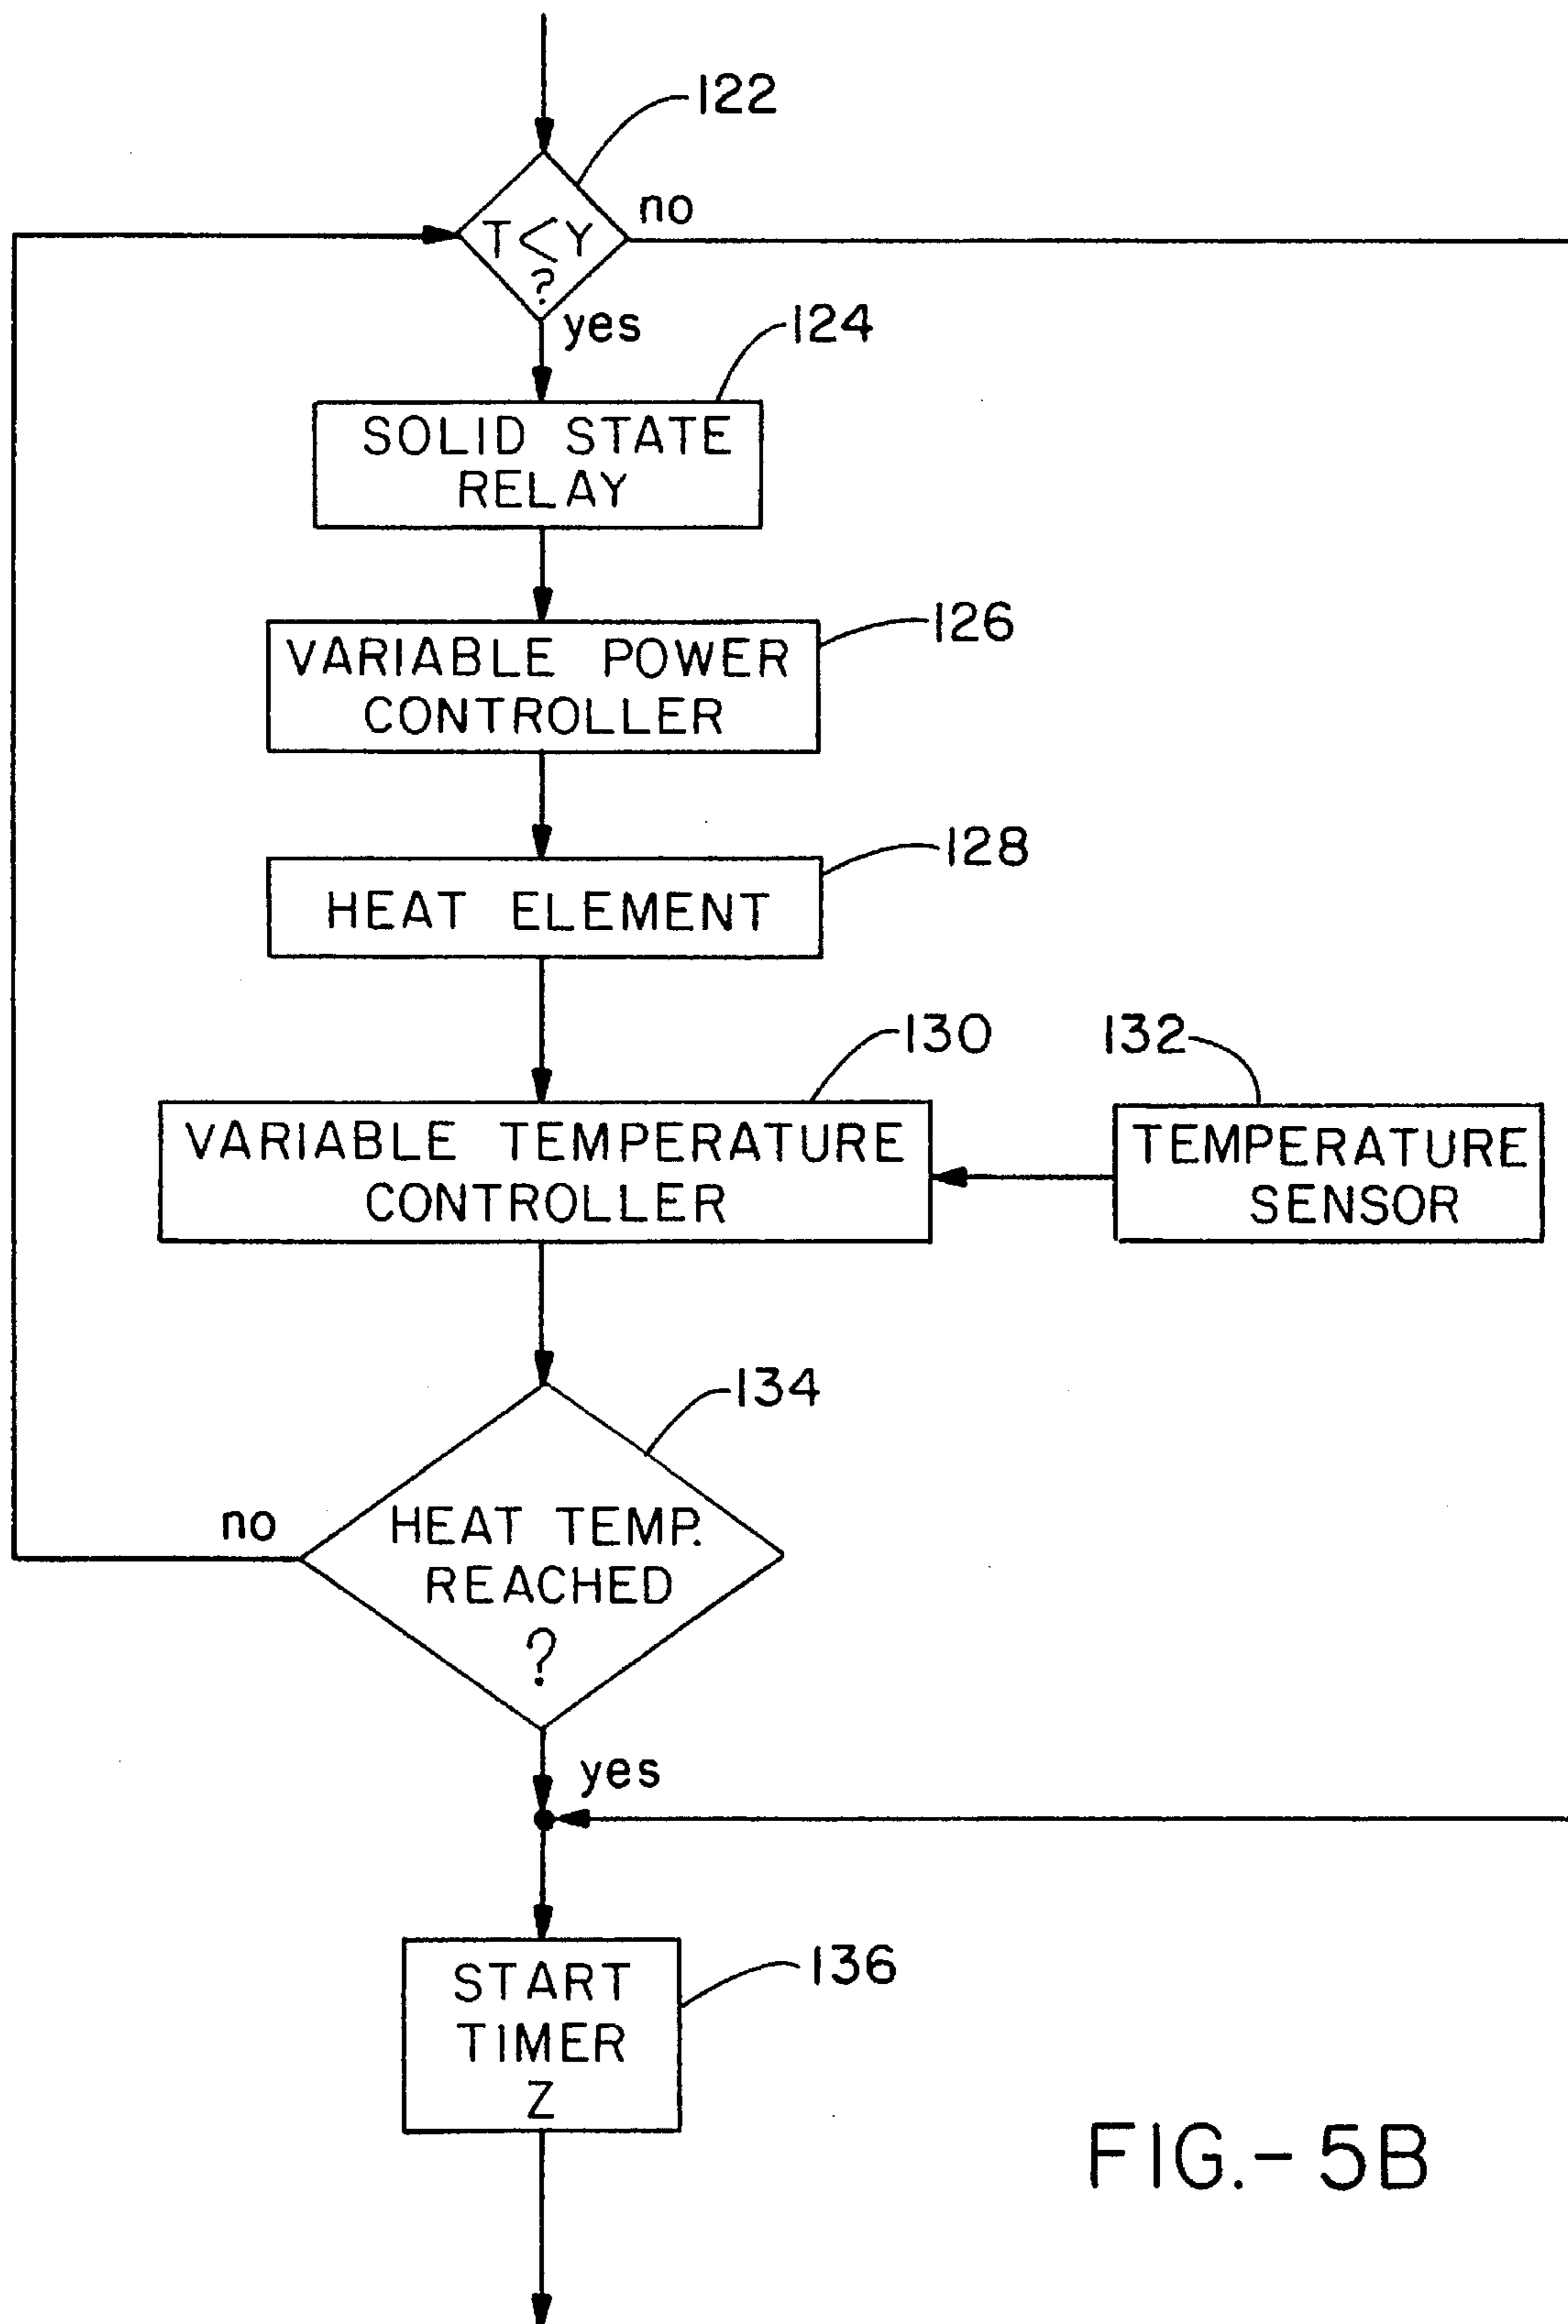 122
T<Y
?
no
yes
124
SOLID STATE
RELAY
126
VARIABLE POWER
CONTROLLER
128
HEAT ELEMENT
130
VARIABLE TEMPERATURE
CONTROLLER
132
TEMPERATURE
SENSOR
134
HEAT TEMP.
REACHED
?
no
yes
136
START
TIMER
Z
FIG.-5B